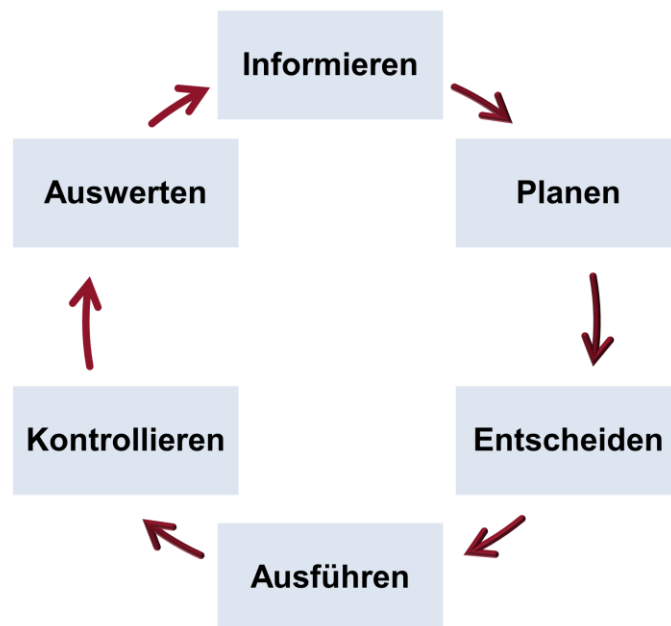 Informieren
Planen
Entscheiden
Ausführen
Kontrollieren
Auswerten